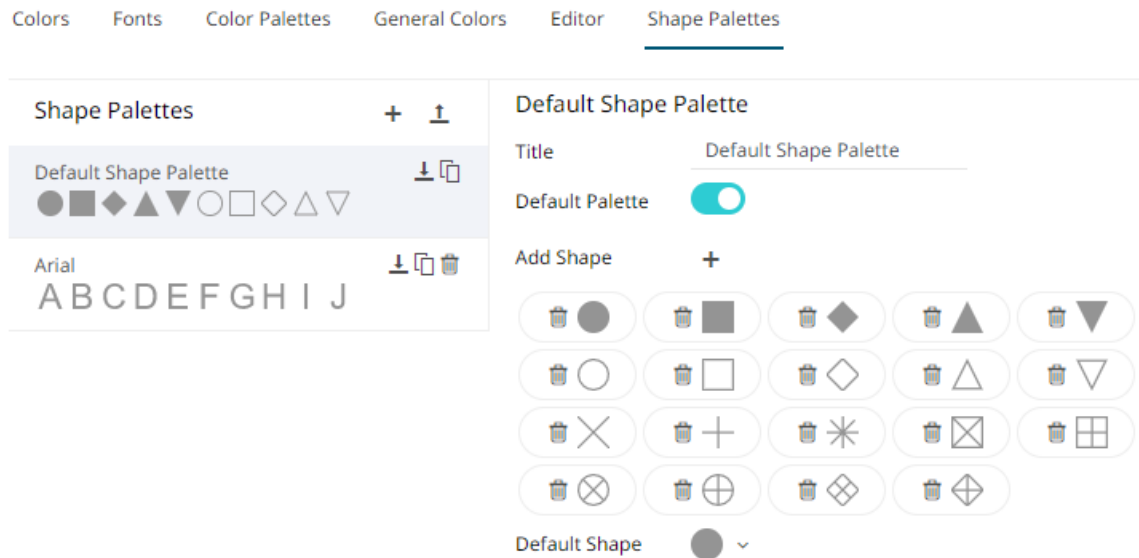 Colors Fonts Color Palettes General Colors Editor Shape Palettes
Shape Palettes
Default Shape Palette
Arial
A B C D E F G H I J
Default Shape Palette
Title Default Shape Palette
Default Palette
Add Shape
Default Shape